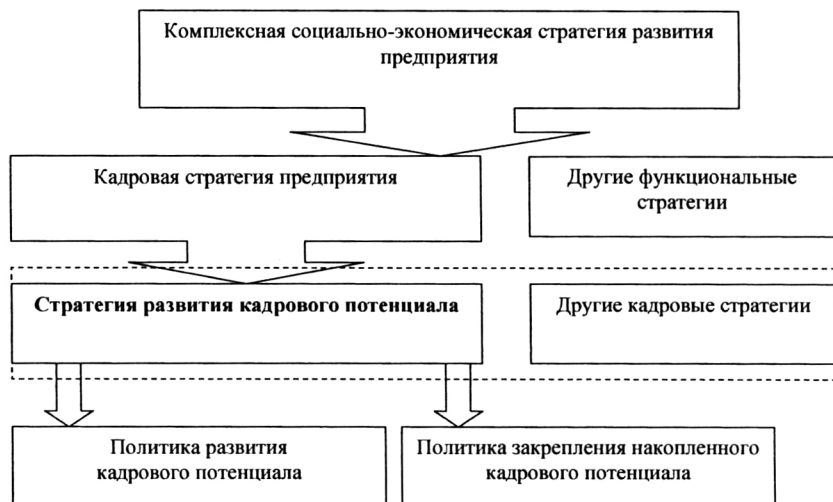 Комплексная социально-экономическая стратегия развития
предприятия
Кадровая стратегия предприятия
Другие функциональные
стратегии
Стратегия развития кадрового потенциала
Другие кадровые стратегии
Политика развития
кадрового потенциала
Политика закрепления накопленного
кадрового потенциала